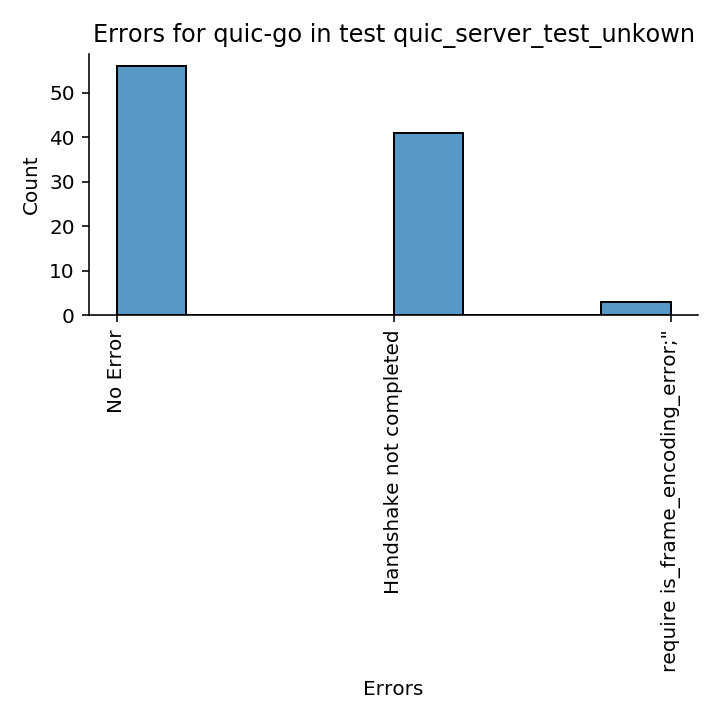 Errors for quic-go in test quic_server_test_unkown
Count
50
40
30
20
10
0
No Error
Handshake not completed
require is_frame_encoding_error;"
Errors